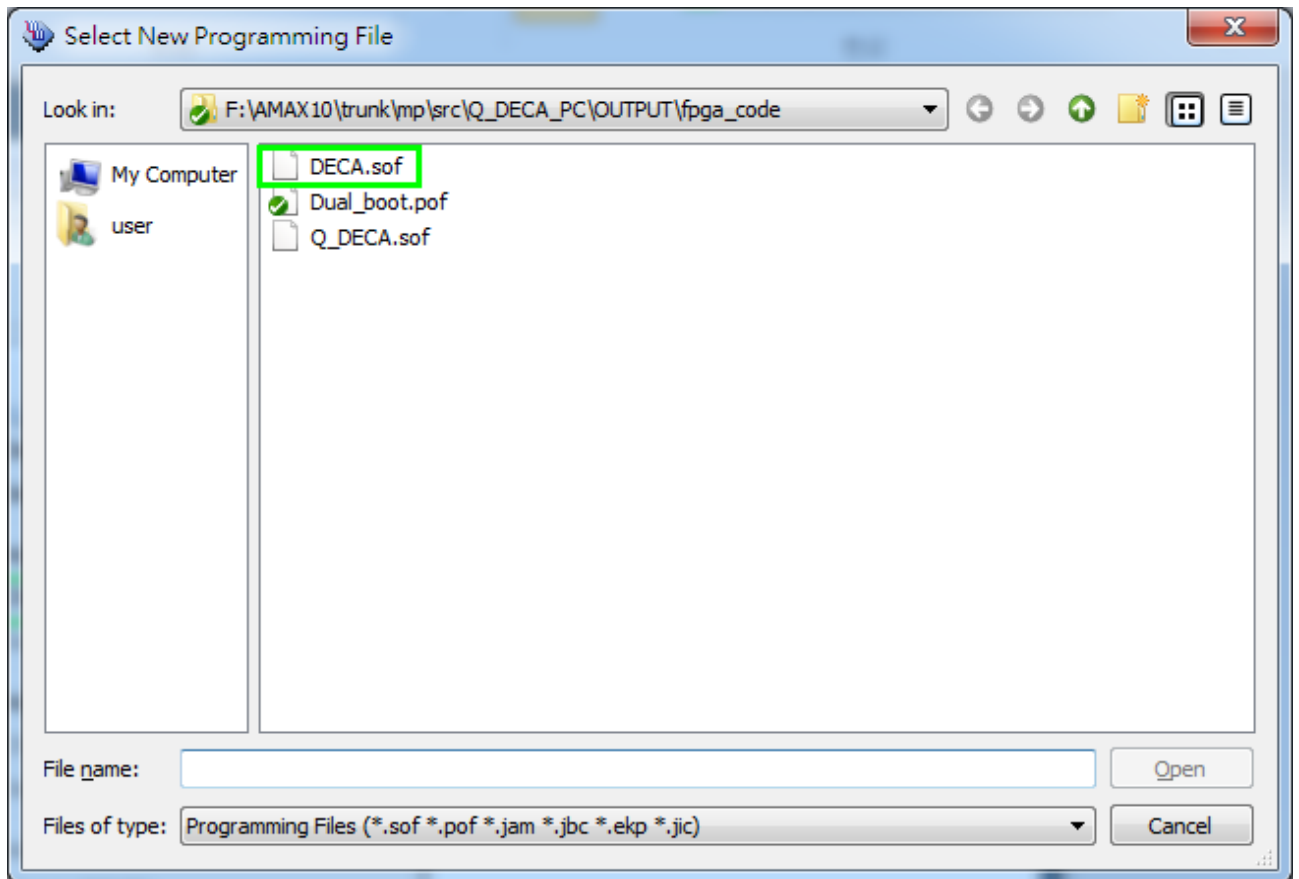 Select New Programming File
Look in:
F:\AMAX10\trunk\mp\src\Q_DECA_PC\OUTPUT\fpga_code
My Computer
user
DECA.sof
Dual_boot.pof
Q_DECA.sof
File name:
Open
Files of type:
Programming Files (*.sof *.pof *.jam *.jbc *.ekp *.jic)
Cancel